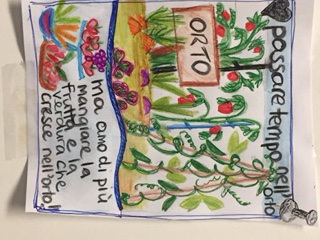 passare tempo nell'
orto
ORTO
ma amo di più
mangiare la
frutta e la
verdura che
cresce nell'orto!!